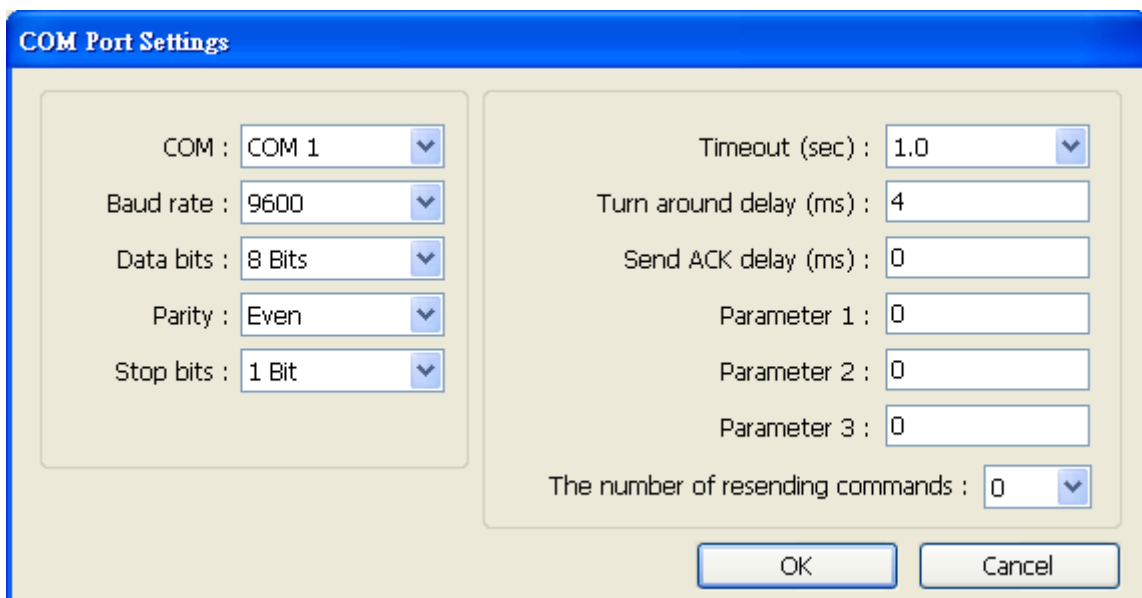 COM Port Settings
COM : COM 1
Baud rate : 9600
Data bits : 8 Bits
Parity : Even
Stop bits : 1 Bit
Timeout (sec) : 1.0
Turn around delay (ms) : 4
Send ACK delay (ms) : 0
Parameter 1 : 0
Parameter 2 : 0
Parameter 3 : 0
The number of resending commands : 0
OK Cancel